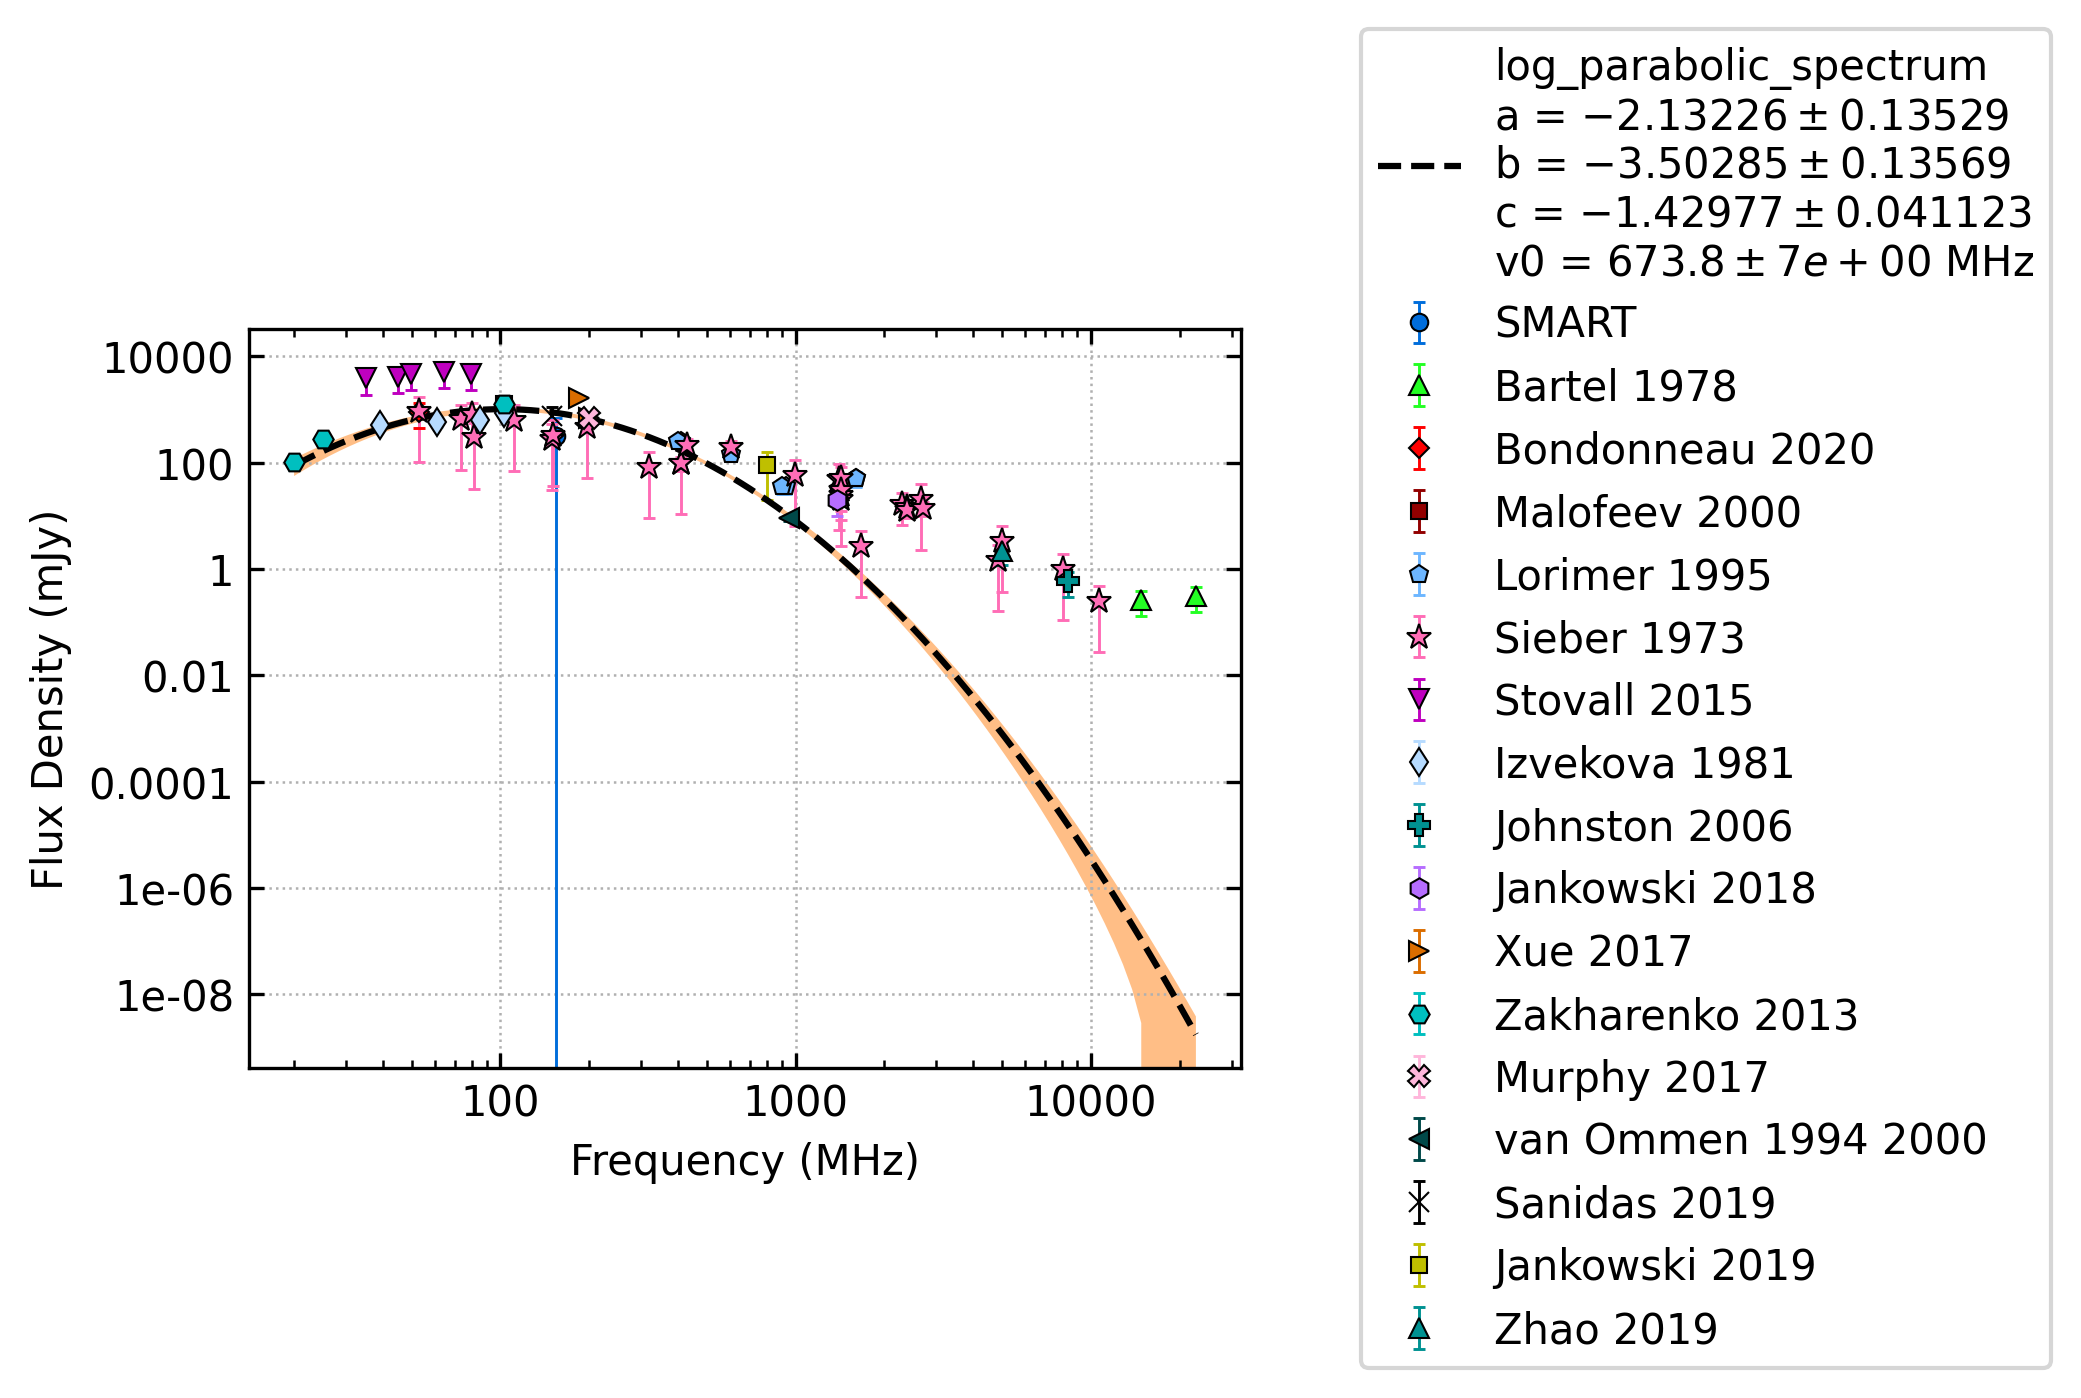 log_parabolic_spectrum
a = −2.13226 ± 0.13529
b = −3.50285 ± 0.13569
c = −1.42977 ± 0.041123
v0 = 673.8 ± 7e + 00 MHz
SMART
Bartel 1978
Bondonneau 2020
Malofeev 2000
Lorimer 1995
Sieber 1973
Stovall 2015
Izvekova 1981
Johnston 2006
Jankowski 2018
Xue 2017
Zakharenko 2013
Murphy 2017
van Ommen 1994 2000
Sanidas 2019
Jankowski 2019
Zhao 2019
Flux Density (mJy)
10000
100
1
0.01
0.0001
1e-06
1e-08
100 1000 10000
Frequency (MHz)